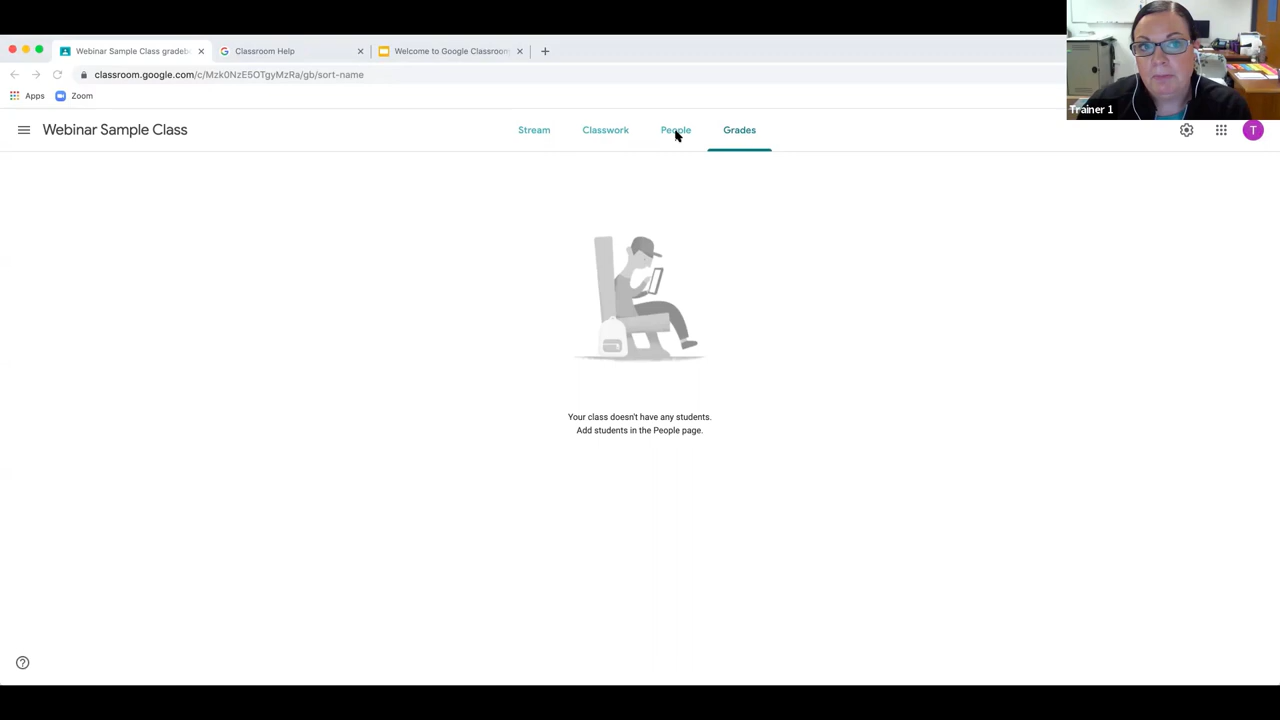 Webinar Sample Class gradeb
Classroom Help
Welcome to Google Classroom
classroom.google.com/c/Mzk0NzE5OTgyMzRa/gb/sort-name
Apps
Zoom
Trainer 1
Webinar Sample Class
Stream
Classwork
People
Grades
T
Your class doesn't have any students.
Add students in the People page.